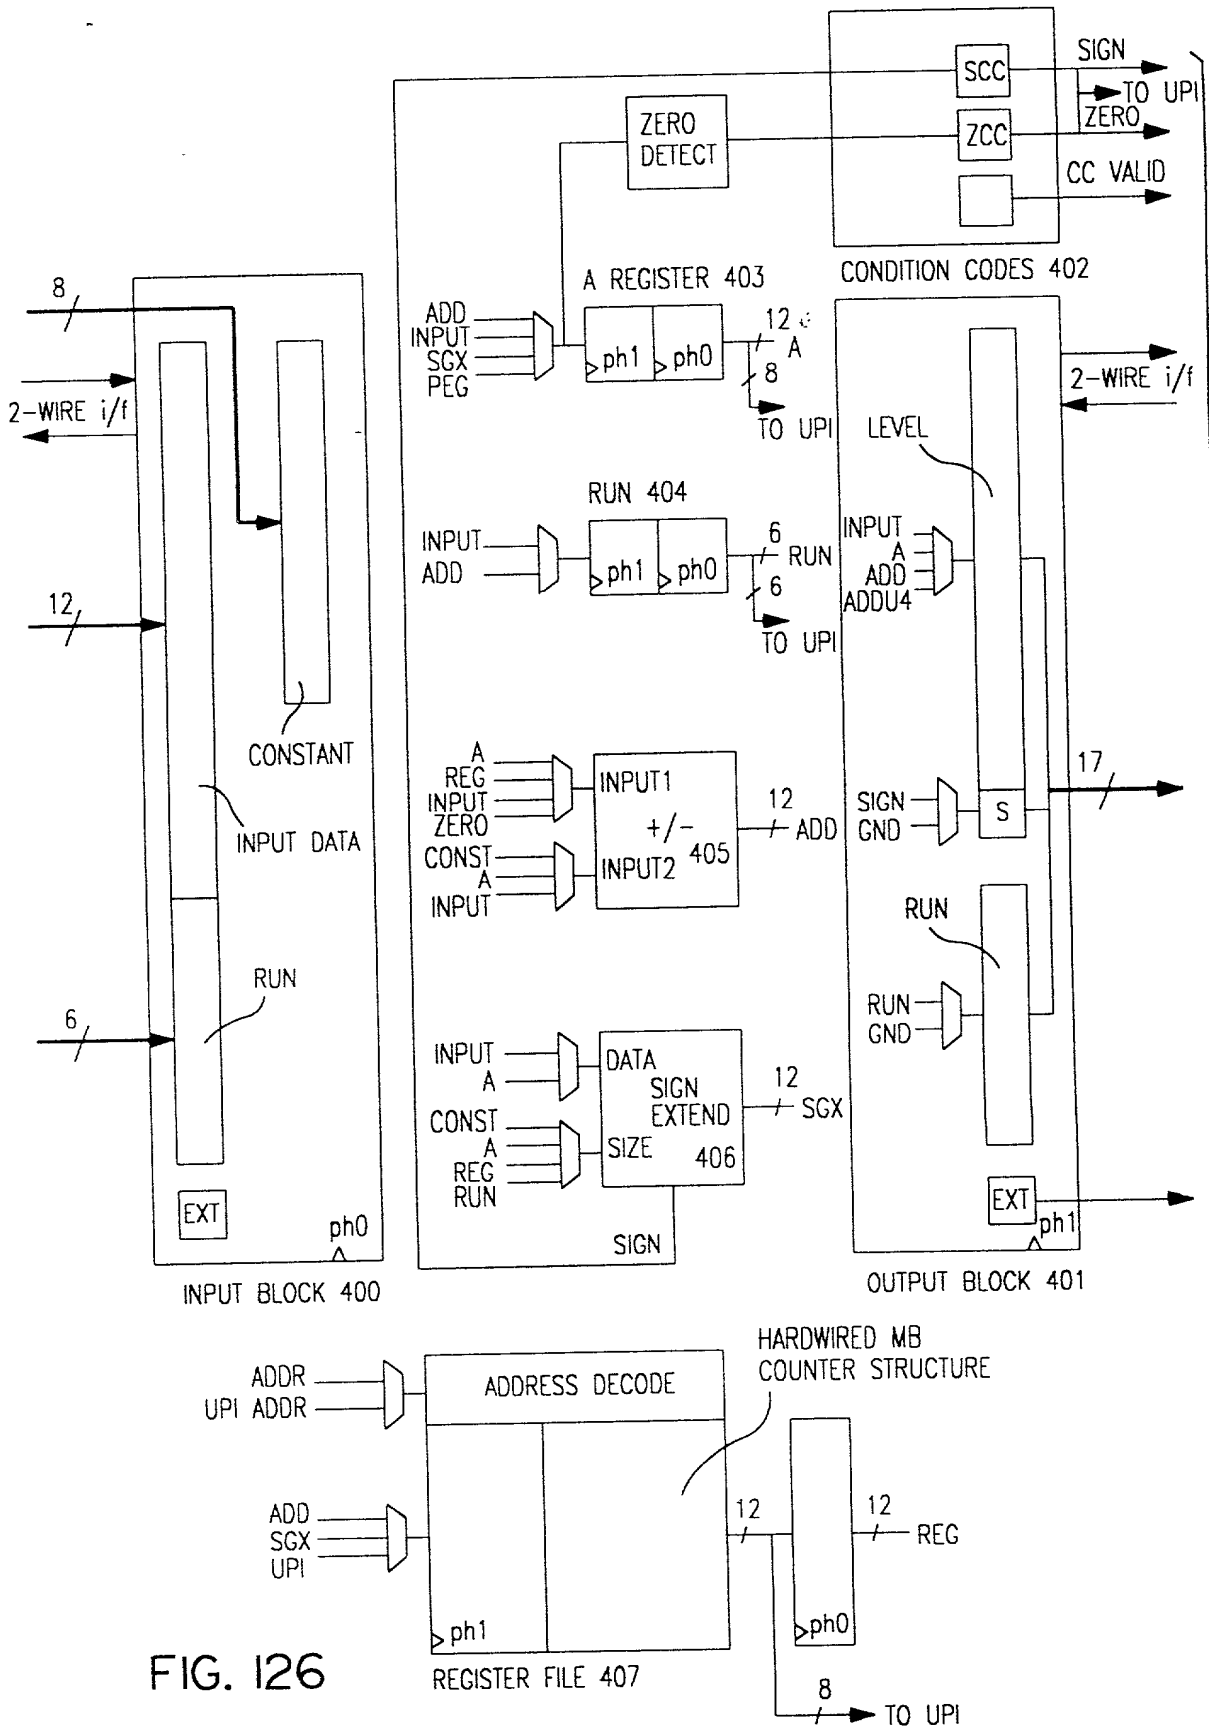 SIGN
SCC
TO UPI
ZERO
ZERO
DETECT
ZCC
CC VALID
CONDITION CODES 402
8
2-WIRE i/f
12
6
CONSTANT
INPUT DATA
RUN
EXT
ph0
INPUT BLOCK 400
A REGISTER 403
ADD
INPUT
SGX
PEG
ph1
ph0
12
A
8
TO UPI
RUN 404
INPUT
ADD
ph1
ph0
6
RUN
6
TO UPI
A
REG
INPUT
ZERO
CONST
A
INPUT
INPUT1
+/-
405
INPUT2
12
ADD
INPUT
A
CONST
A
REG
RUN
DATA
SIGN
EXTEND
SIZE
406
12
SGX
SIGN
2-WIRE i/f
LEVEL
INPUT
A
ADD
ADDU4
SIGN
GND
S
17
RUN
RUN
GND
EXT
ph1
OUTPUT BLOCK 401
HARDWIRED MB
COUNTER STRUCTURE
ADDR
UPI ADDR
ADDRESS DECODE
ADD
SGX
UPI
ph1
12
12
REG
ph0
REGISTER FILE 407
8
TO UPI
FIG. 126